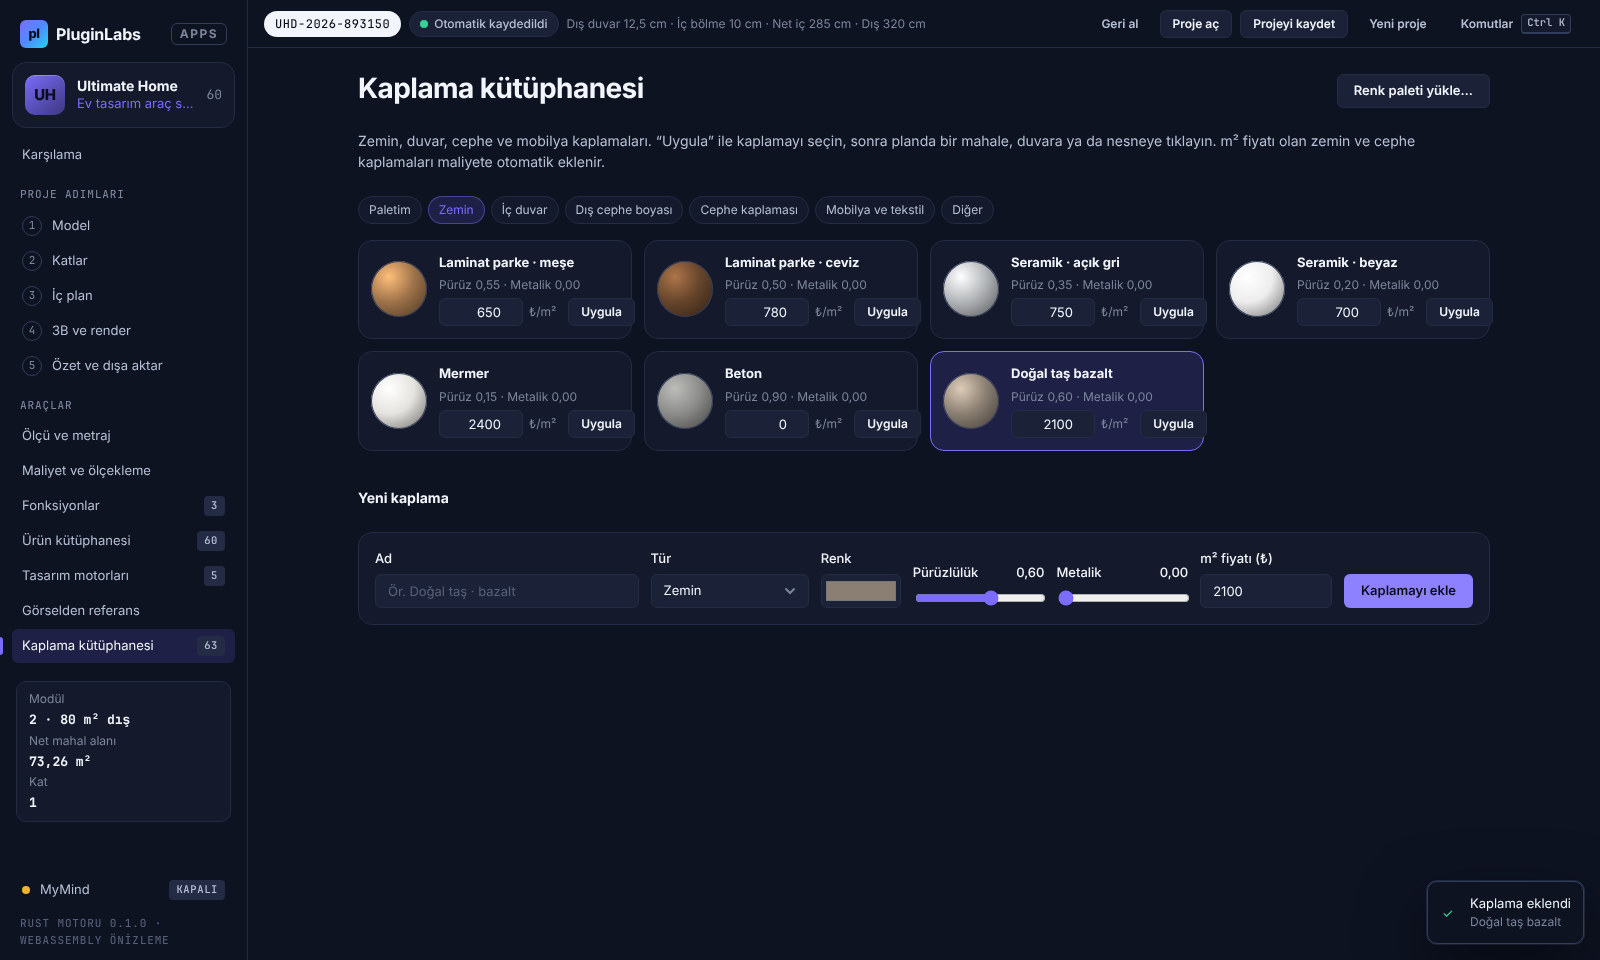 pl PluginLabs APPS
UH Ultimate Home 60
Ev tasarım araç s...
Karşılama
PROJE ADIMLARI
1 Model
2 Katlar
3 İç plan
4 3B ve render
5 Özet ve dışa aktar
ARAÇLAR
Ölçü ve metraj
Maliyet ve ölçekleme
Fonksiyonlar 3
Ürün kütüphanesi 60
Tasarım motorları 5
Görselden referans
Kaplama kütüphanesi 63
Modül
2 · 80 m² dış
Net mahal alanı
73,26 m²
Kat
1
MyMind KAPALI
RUST MOTORU 0.1.0 ·
WEBASSEMBLY ÖNİZLEME
UHD-2026-893150 Otomatik kaydedildi Dış duvar 12,5 cm · İç bölme 10 cm · Net iç 285 cm · Dış 320 cm Geri al Proje aç Projeyi kaydet Yeni proje Komutlar Ctrl K
Kaplama kütüphanesi Renk paleti yükle...
Zemin, duvar, cephe ve mobilya kaplamaları. “Uygula” ile kaplamayı seçin, sonra planda bir mahale, duvara ya da nesneye tıklayın. m² fiyatı olan zemin ve cephe
kaplamaları maliyete otomatik eklenir.
Paletim Zemin İç duvar Dış cephe boyası Cephe kaplaması Mobilya ve tekstil Diğer
Laminat parke · meşe
Pürüz 0,55 · Metalik 0,00
650 ₺/m² Uygula
Laminat parke · ceviz
Pürüz 0,50 · Metalik 0,00
780 ₺/m² Uygula
Seramik · açık gri
Pürüz 0,35 · Metalik 0,00
750 ₺/m² Uygula
Seramik · beyaz
Pürüz 0,20 · Metalik 0,00
700 ₺/m² Uygula
Mermer
Pürüz 0,15 · Metalik 0,00
2400 ₺/m² Uygula
Beton
Pürüz 0,90 · Metalik 0,00
0 ₺/m² Uygula
Doğal taş bazalt
Pürüz 0,60 · Metalik 0,00
2100 ₺/m² Uygula
Yeni kaplama
Ad
Ör. Doğal taş · bazalt
Tür
Zemin
Renk
Pürüzlülük 0,60
Metalik 0,00
m² fiyatı (₺)
2100
Kaplamayı ekle
Kaplama eklendi
Doğal taş bazalt